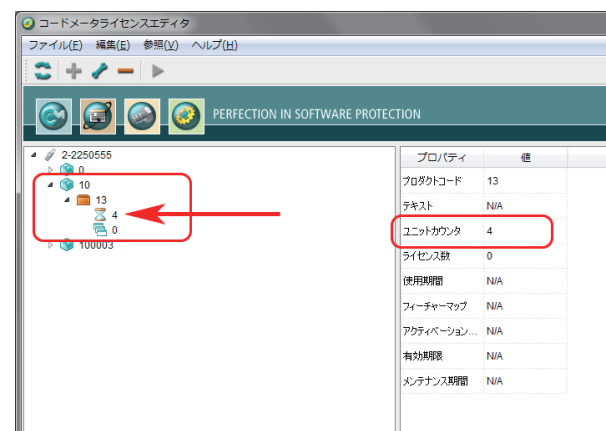 コードメータライセンスエディタ
ファイル(F) 編集(E) 参照(V) ヘルプ(H)
PERFECTION IN SOFTWARE PROTECTION
2-2250555
0
10
13
4
0
100003
プロパティ 値
プロダクトコード 13
テキスト N/A
ユニットカウンタ 4
ライセンス数 0
使用期間 N/A
フィーチャーマップ N/A
アクティベーション... N/A
有効期限 N/A
メンテナンス期間 N/A